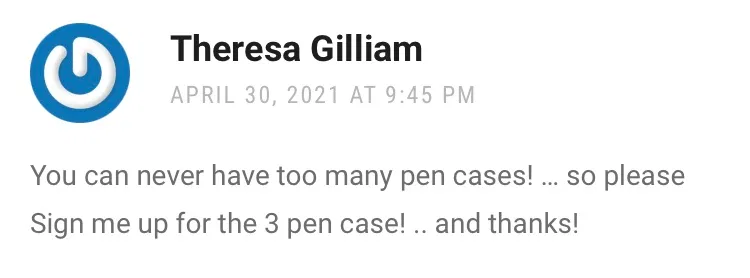 Theresa Gilliam
APRIL 30, 2021 AT 9:45 PM
You can never have too many pen cases! … so please
Sign me up for the 3 pen case! .. and thanks!